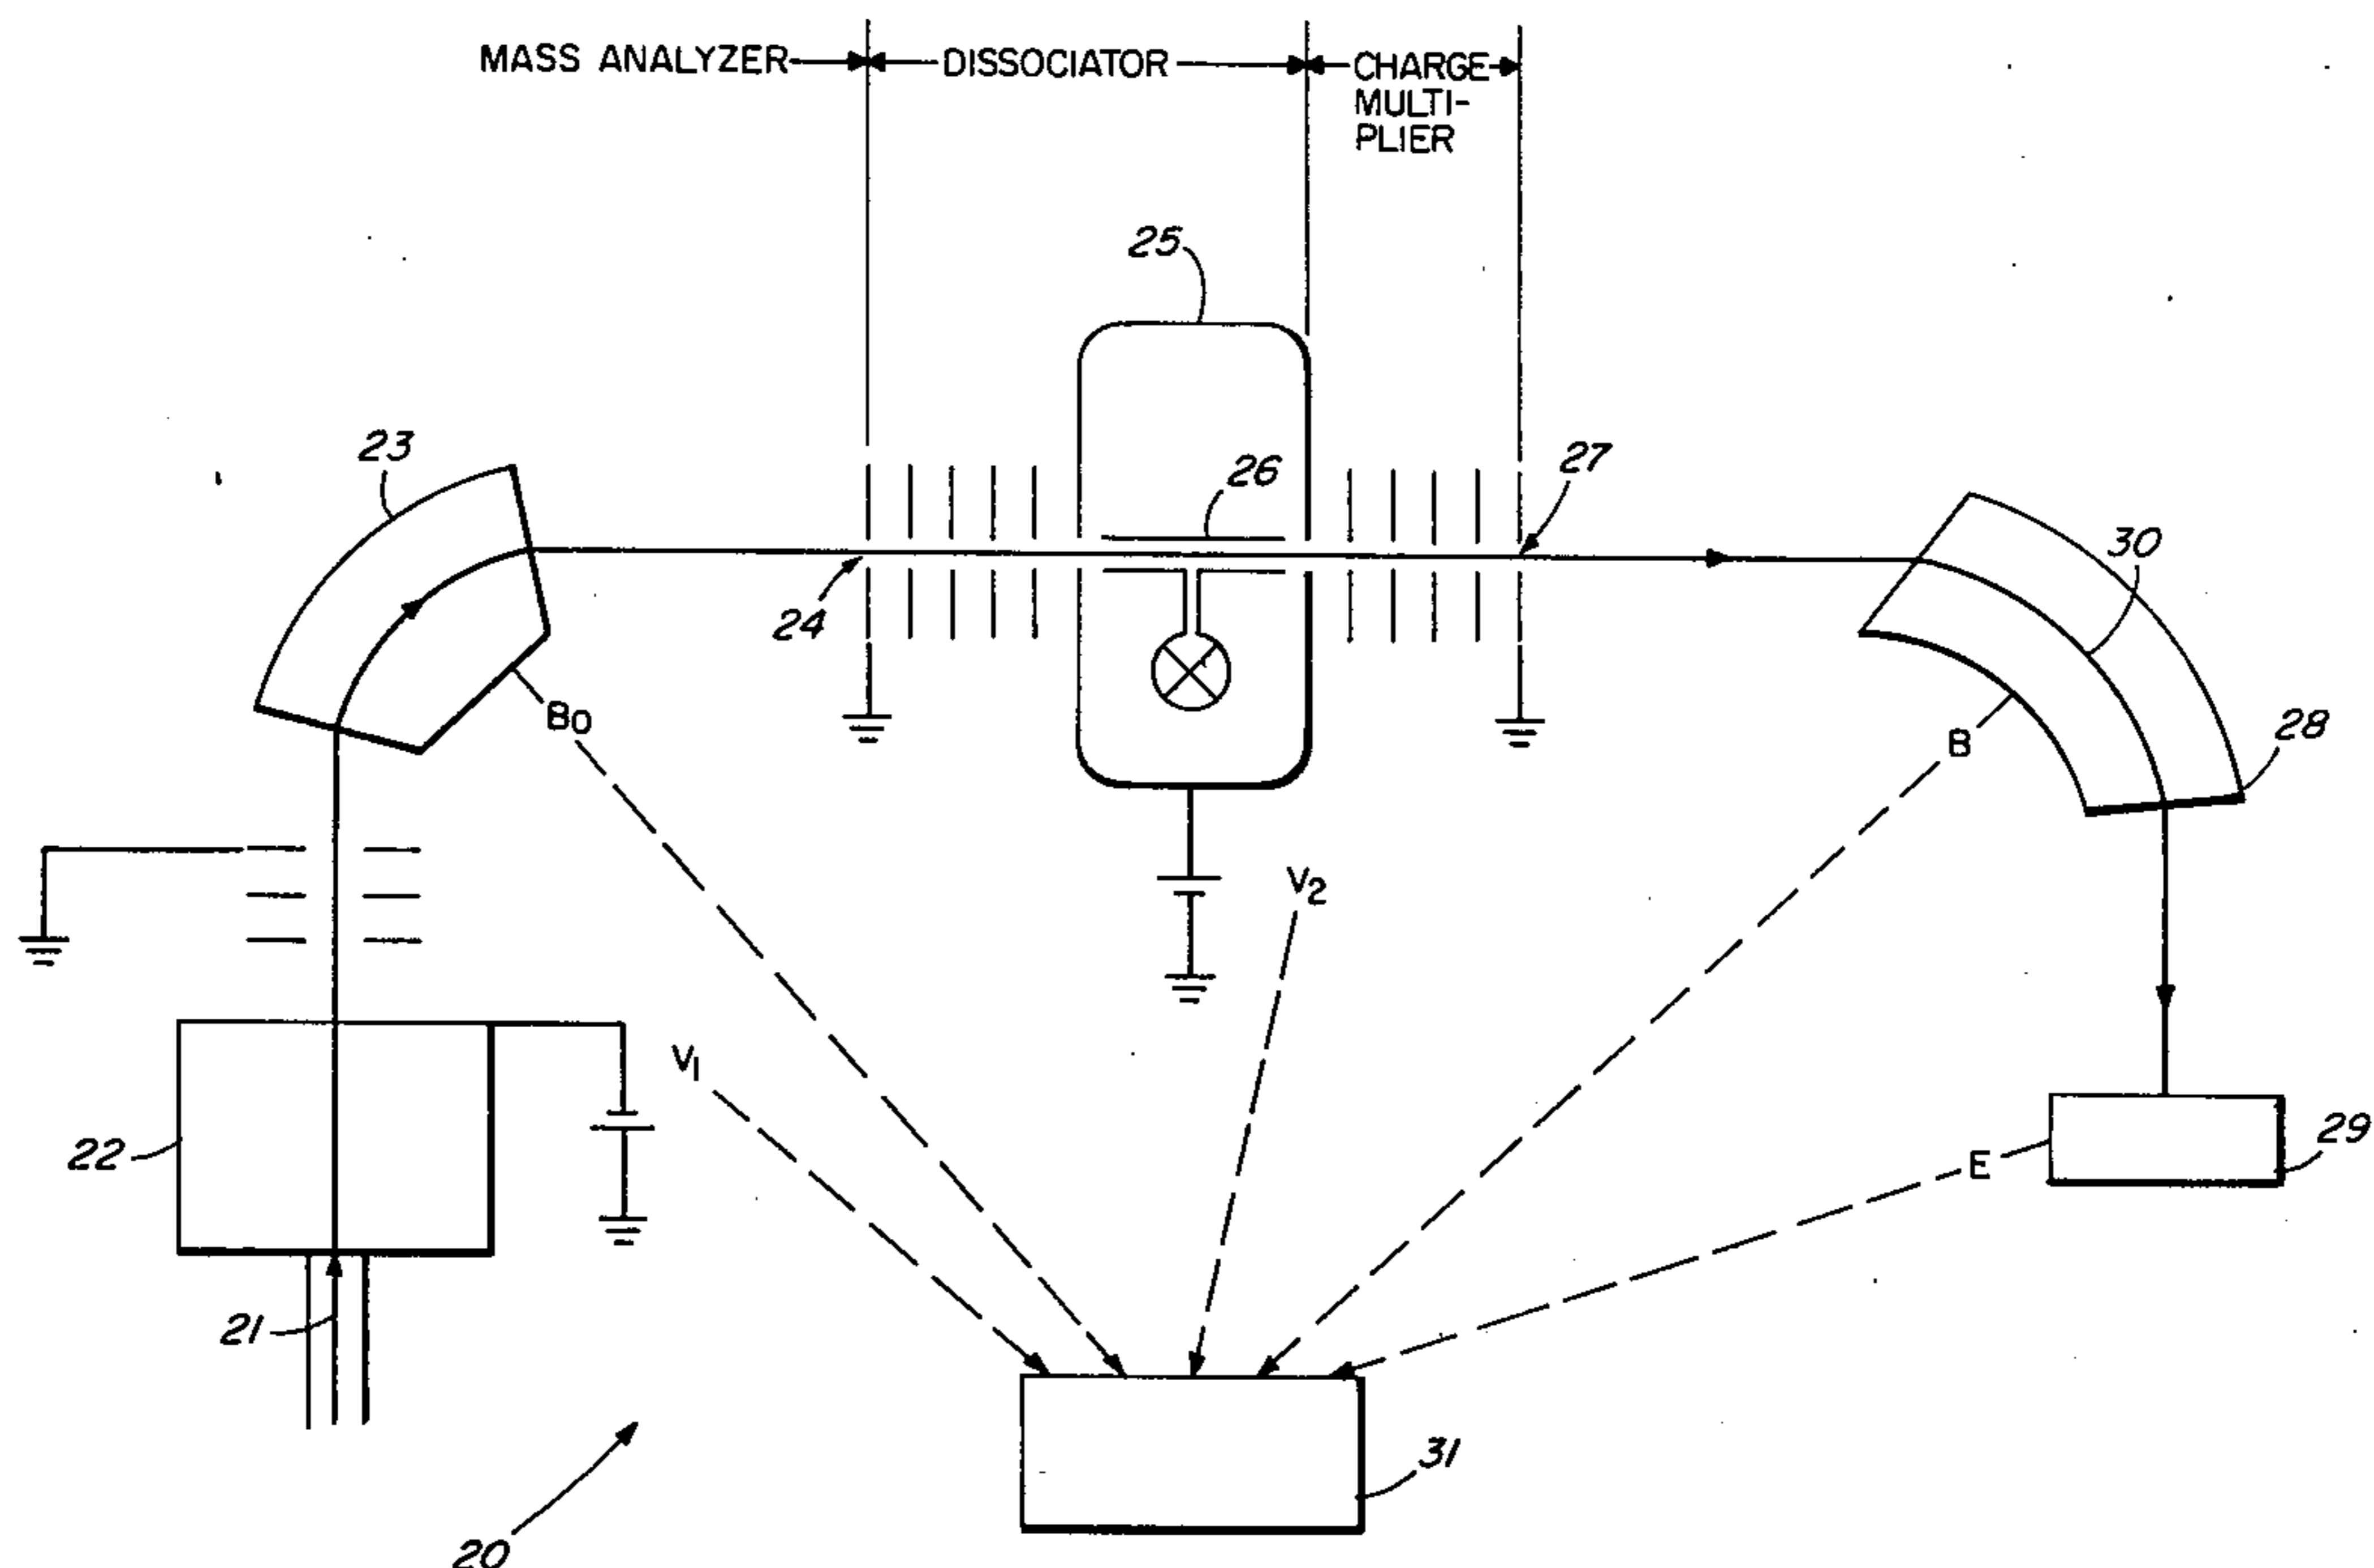 MASS ANALYZER
DISSOCIATOR
CHARGE
MULTI-
PLIER
25
23
26
27
30
24
B0
B
28
V2
V1
22
29
E
21
31
20